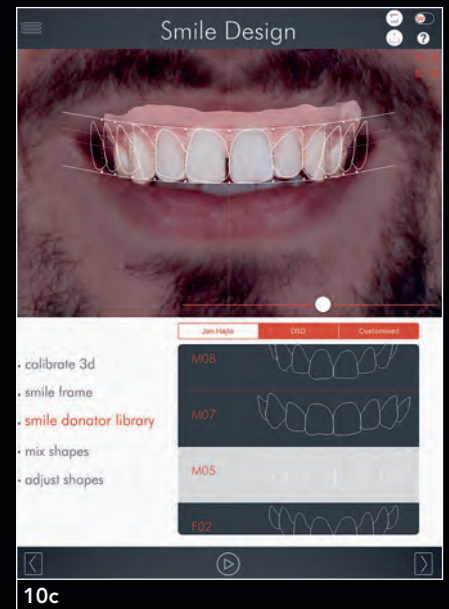 Smile Design
?
Jan Hajto
DSD
Customised
• calibrate 3d
• smile frame
• smile donator library
• mix shapes
• adjust shapes
M08
M07
M05
F02
10c